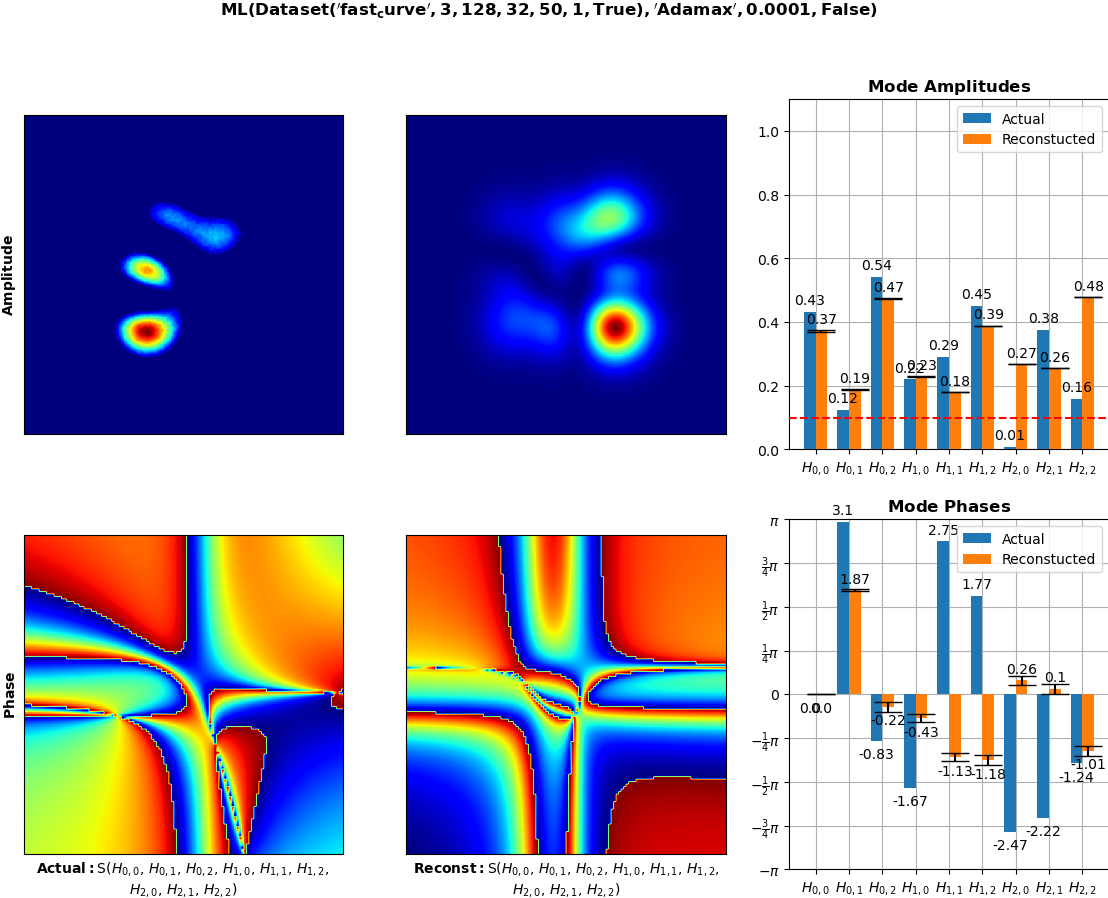 ML(Dataset(′fast_curve′, 3, 128, 32, 50, 1, True), ′Adamax′, 0.0001, False)
Amplitude
Mode Amplitudes
Actual
Reconstucted
1.0
0.8
0.6
0.4
0.2
0.0
0.43
0.37
0.12
0.19
0.54
0.47
0.22
0.23
0.29
0.18
0.45
0.39
0.01
0.27
0.38
0.26
0.16
0.48
H0,0 H0,1 H0,2 H1,0 H1,1 H1,2 H2,0 H2,1 H2,2
Phase
Mode Phases
Actual
Reconstucted
π
3/4π
1/2π
1/4π
0
−1/4π
−1/2π
−3/4π
−π
0.0
0.0
3.1
1.87
-0.83
-0.22
-1.67
-0.43
2.75
-1.13
1.77
-1.18
-2.47
0.26
-2.22
0.1
-1.24
-1.01
H0,0 H0,1 H0,2 H1,0 H1,1 H1,2 H2,0 H2,1 H2,2
Actual: S(H0,0, H0,1, H0,2, H1,0, H1,1, H1,2,
H2,0, H2,1, H2,2)
Reconst: S(H0,0, H0,1, H0,2, H1,0, H1,1, H1,2,
H2,0, H2,1, H2,2)